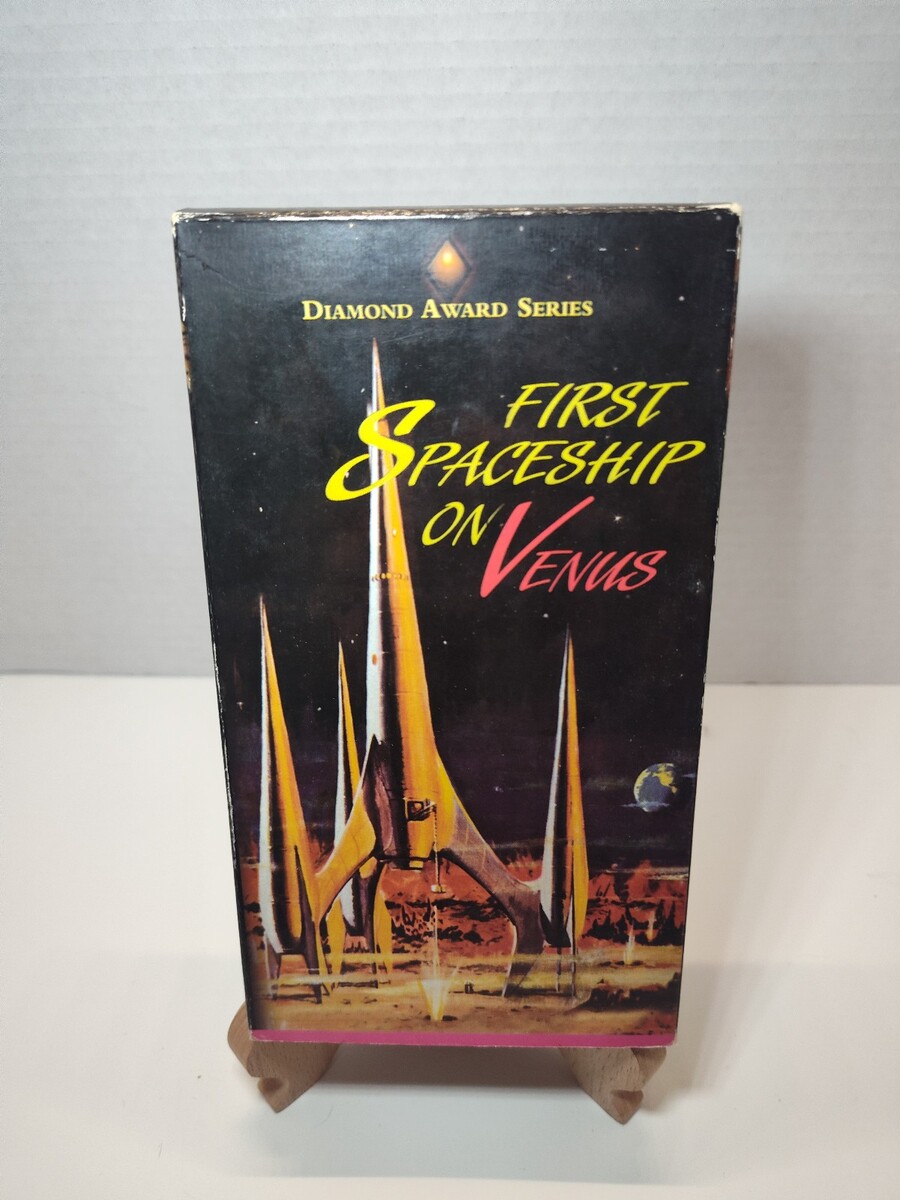 DIAMOND AWARD SERIES
FIRST
SPACESHIP
ON VENUS